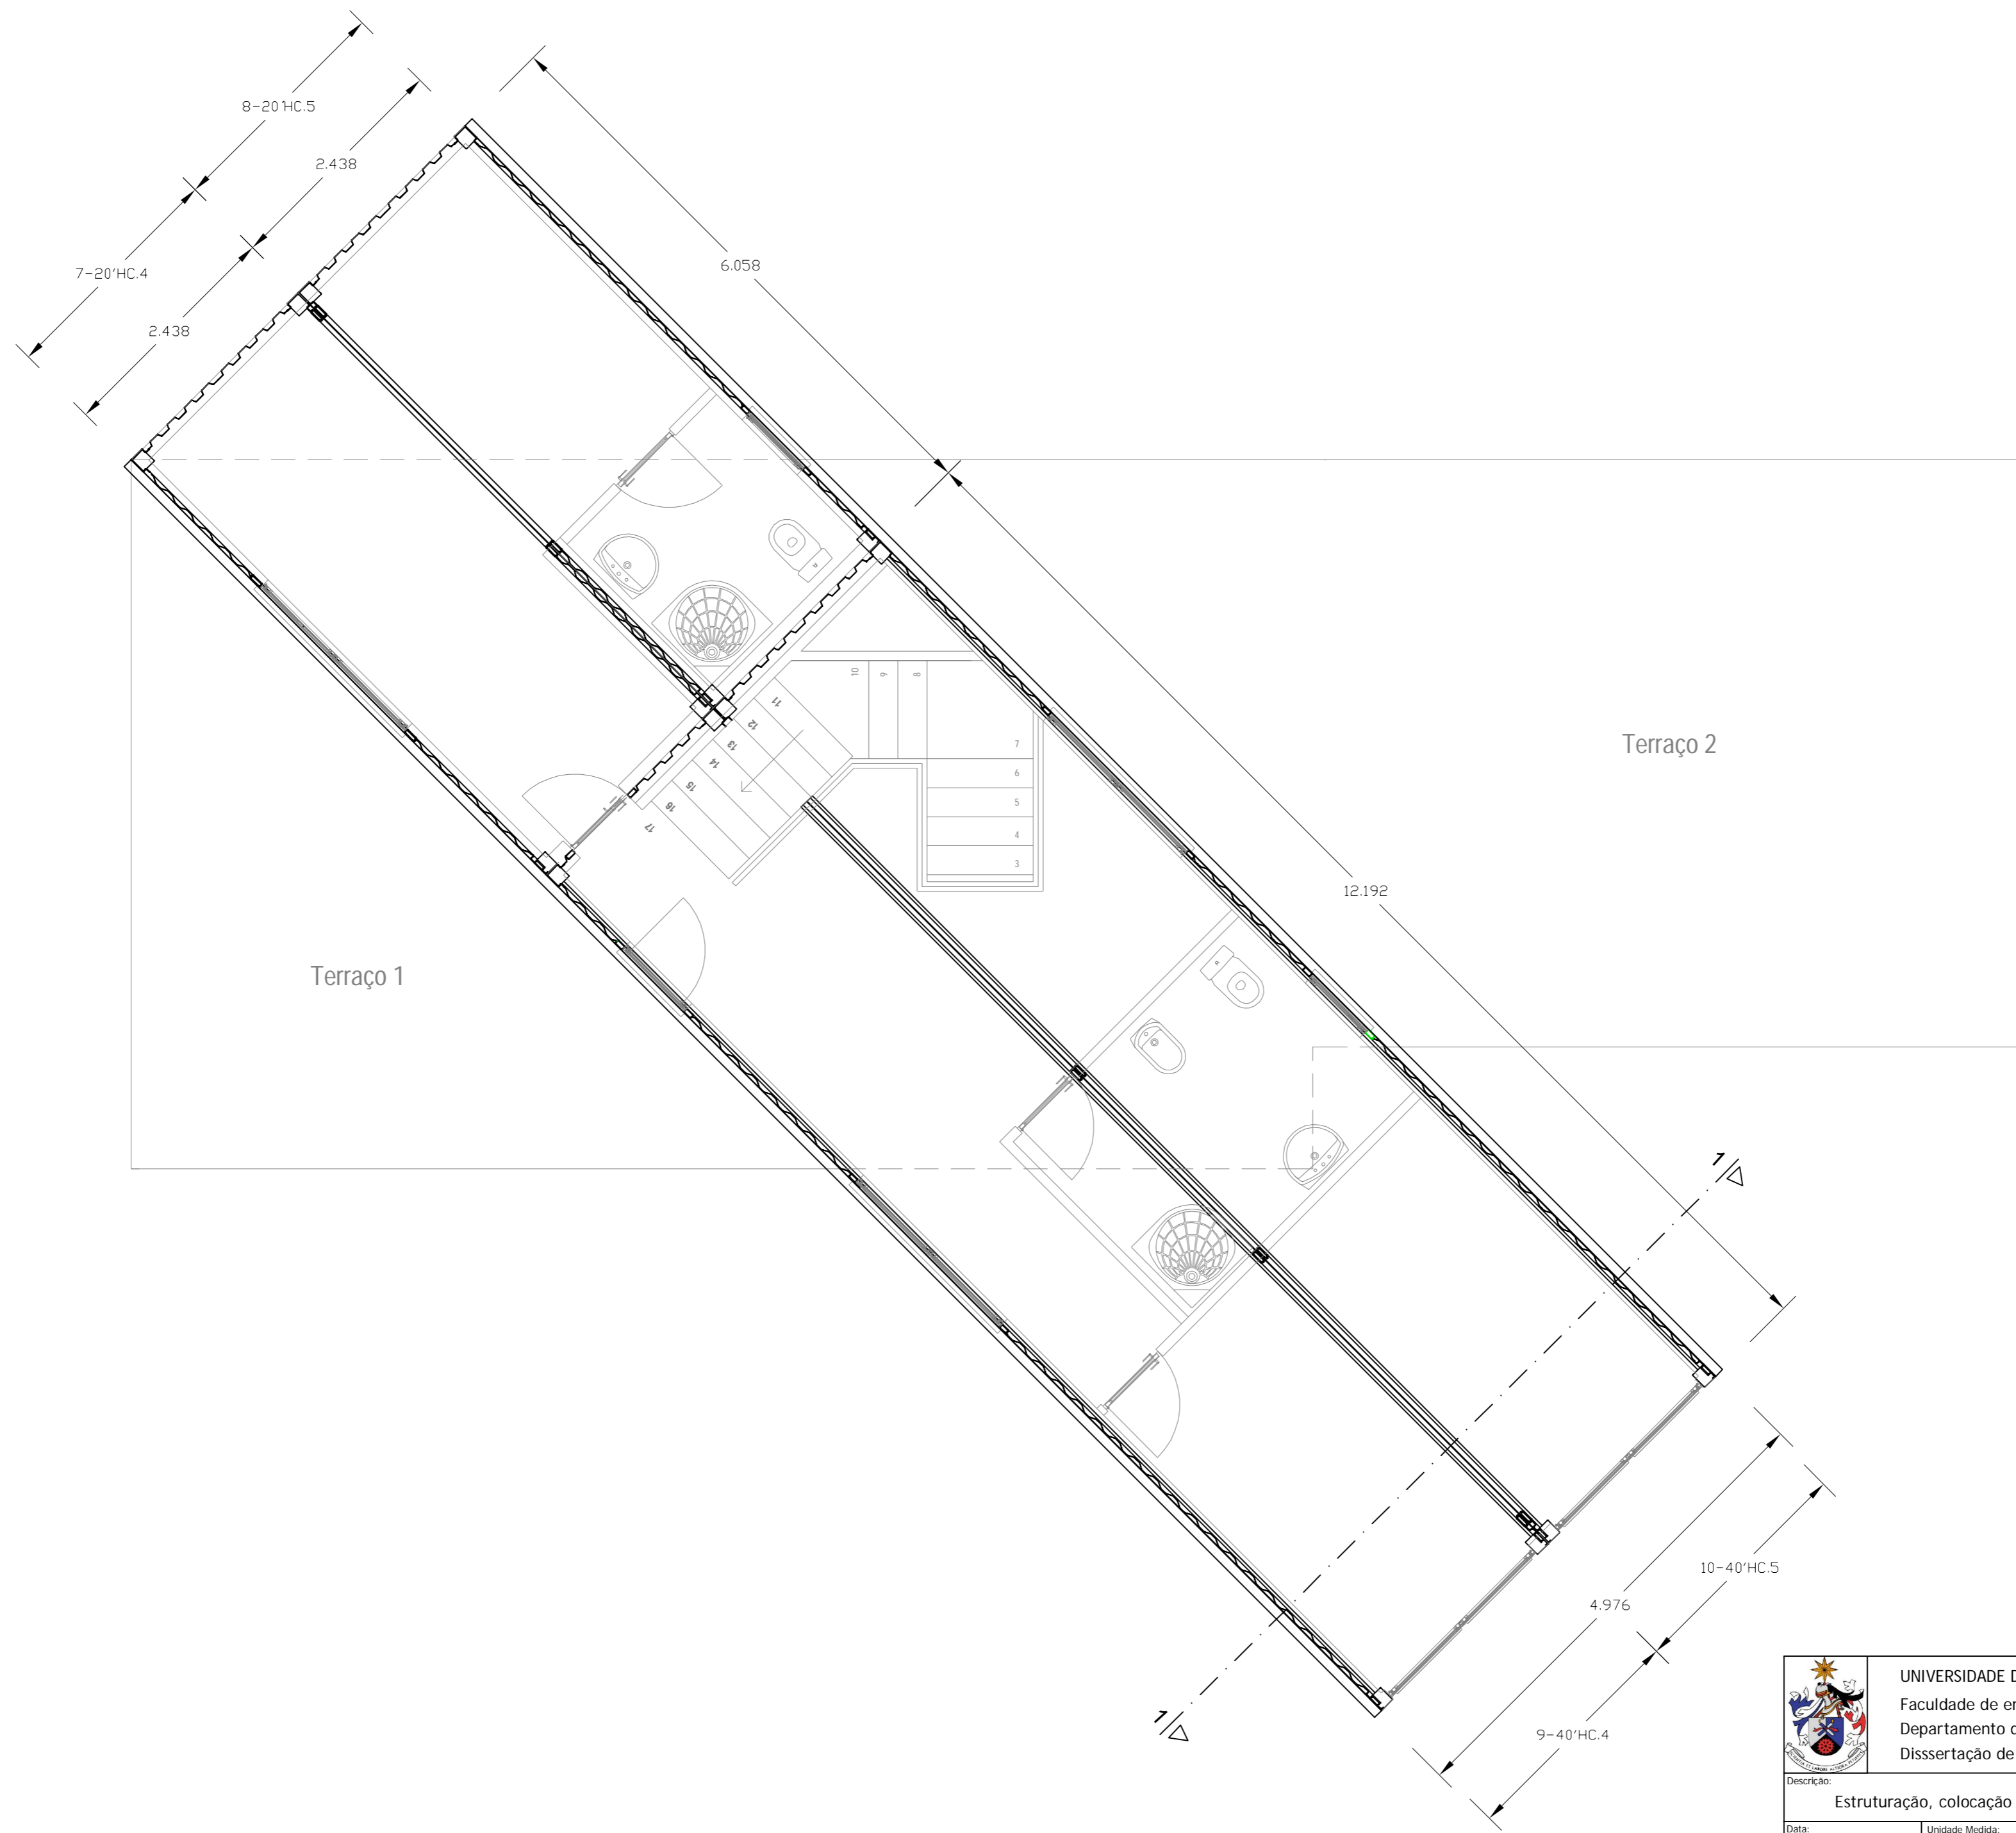 8-20'HC.5
2.438
7-20'HC.4
2.438
6.058
12.192
Terraço 2
Terraço 1
10
9
8
7
6
5
4
3
11
12
13
14
15
16
17
1
1
10-40'HC.5
4.976
9-40'HC.4
UNIVERSIDADE D
Faculdade de e
Departamento d
Disssertação de
Descrição:
Estruturação, colocação
Data:
Unidade Medida: